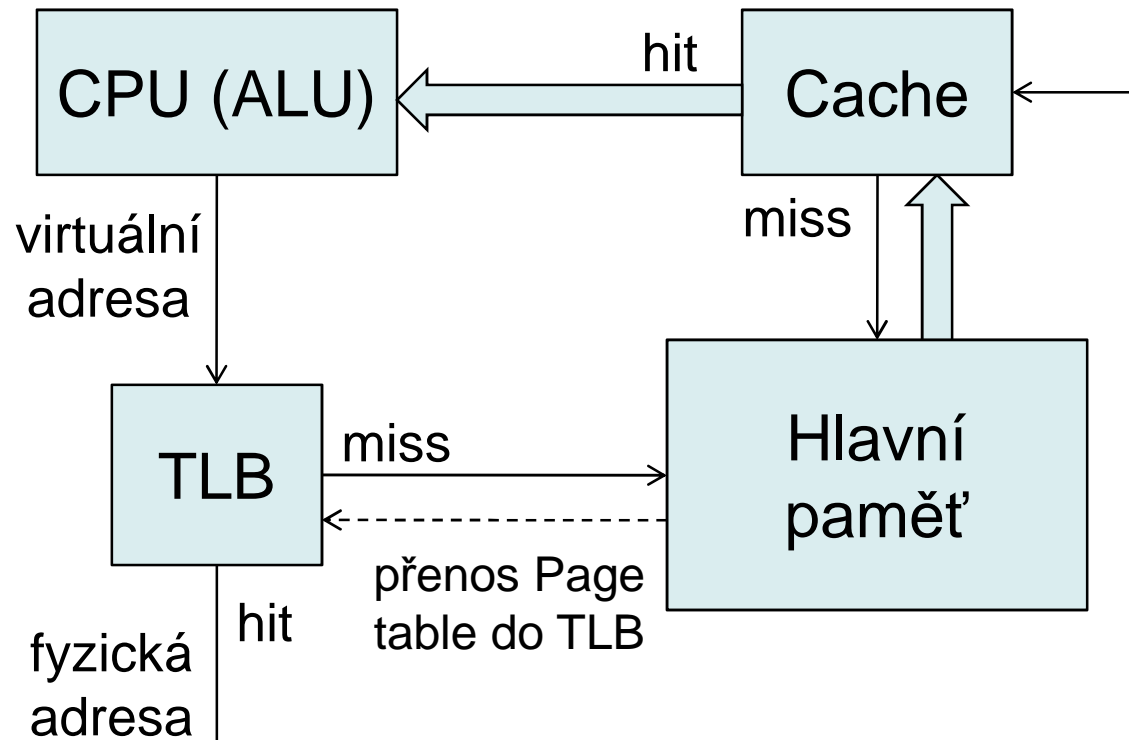 CPU (ALU)
hit
Cache
virtuální
adresa
miss
TLB
miss
Hlavní
paměť
přenos Page
table do TLB
hit
fyzická
adresa